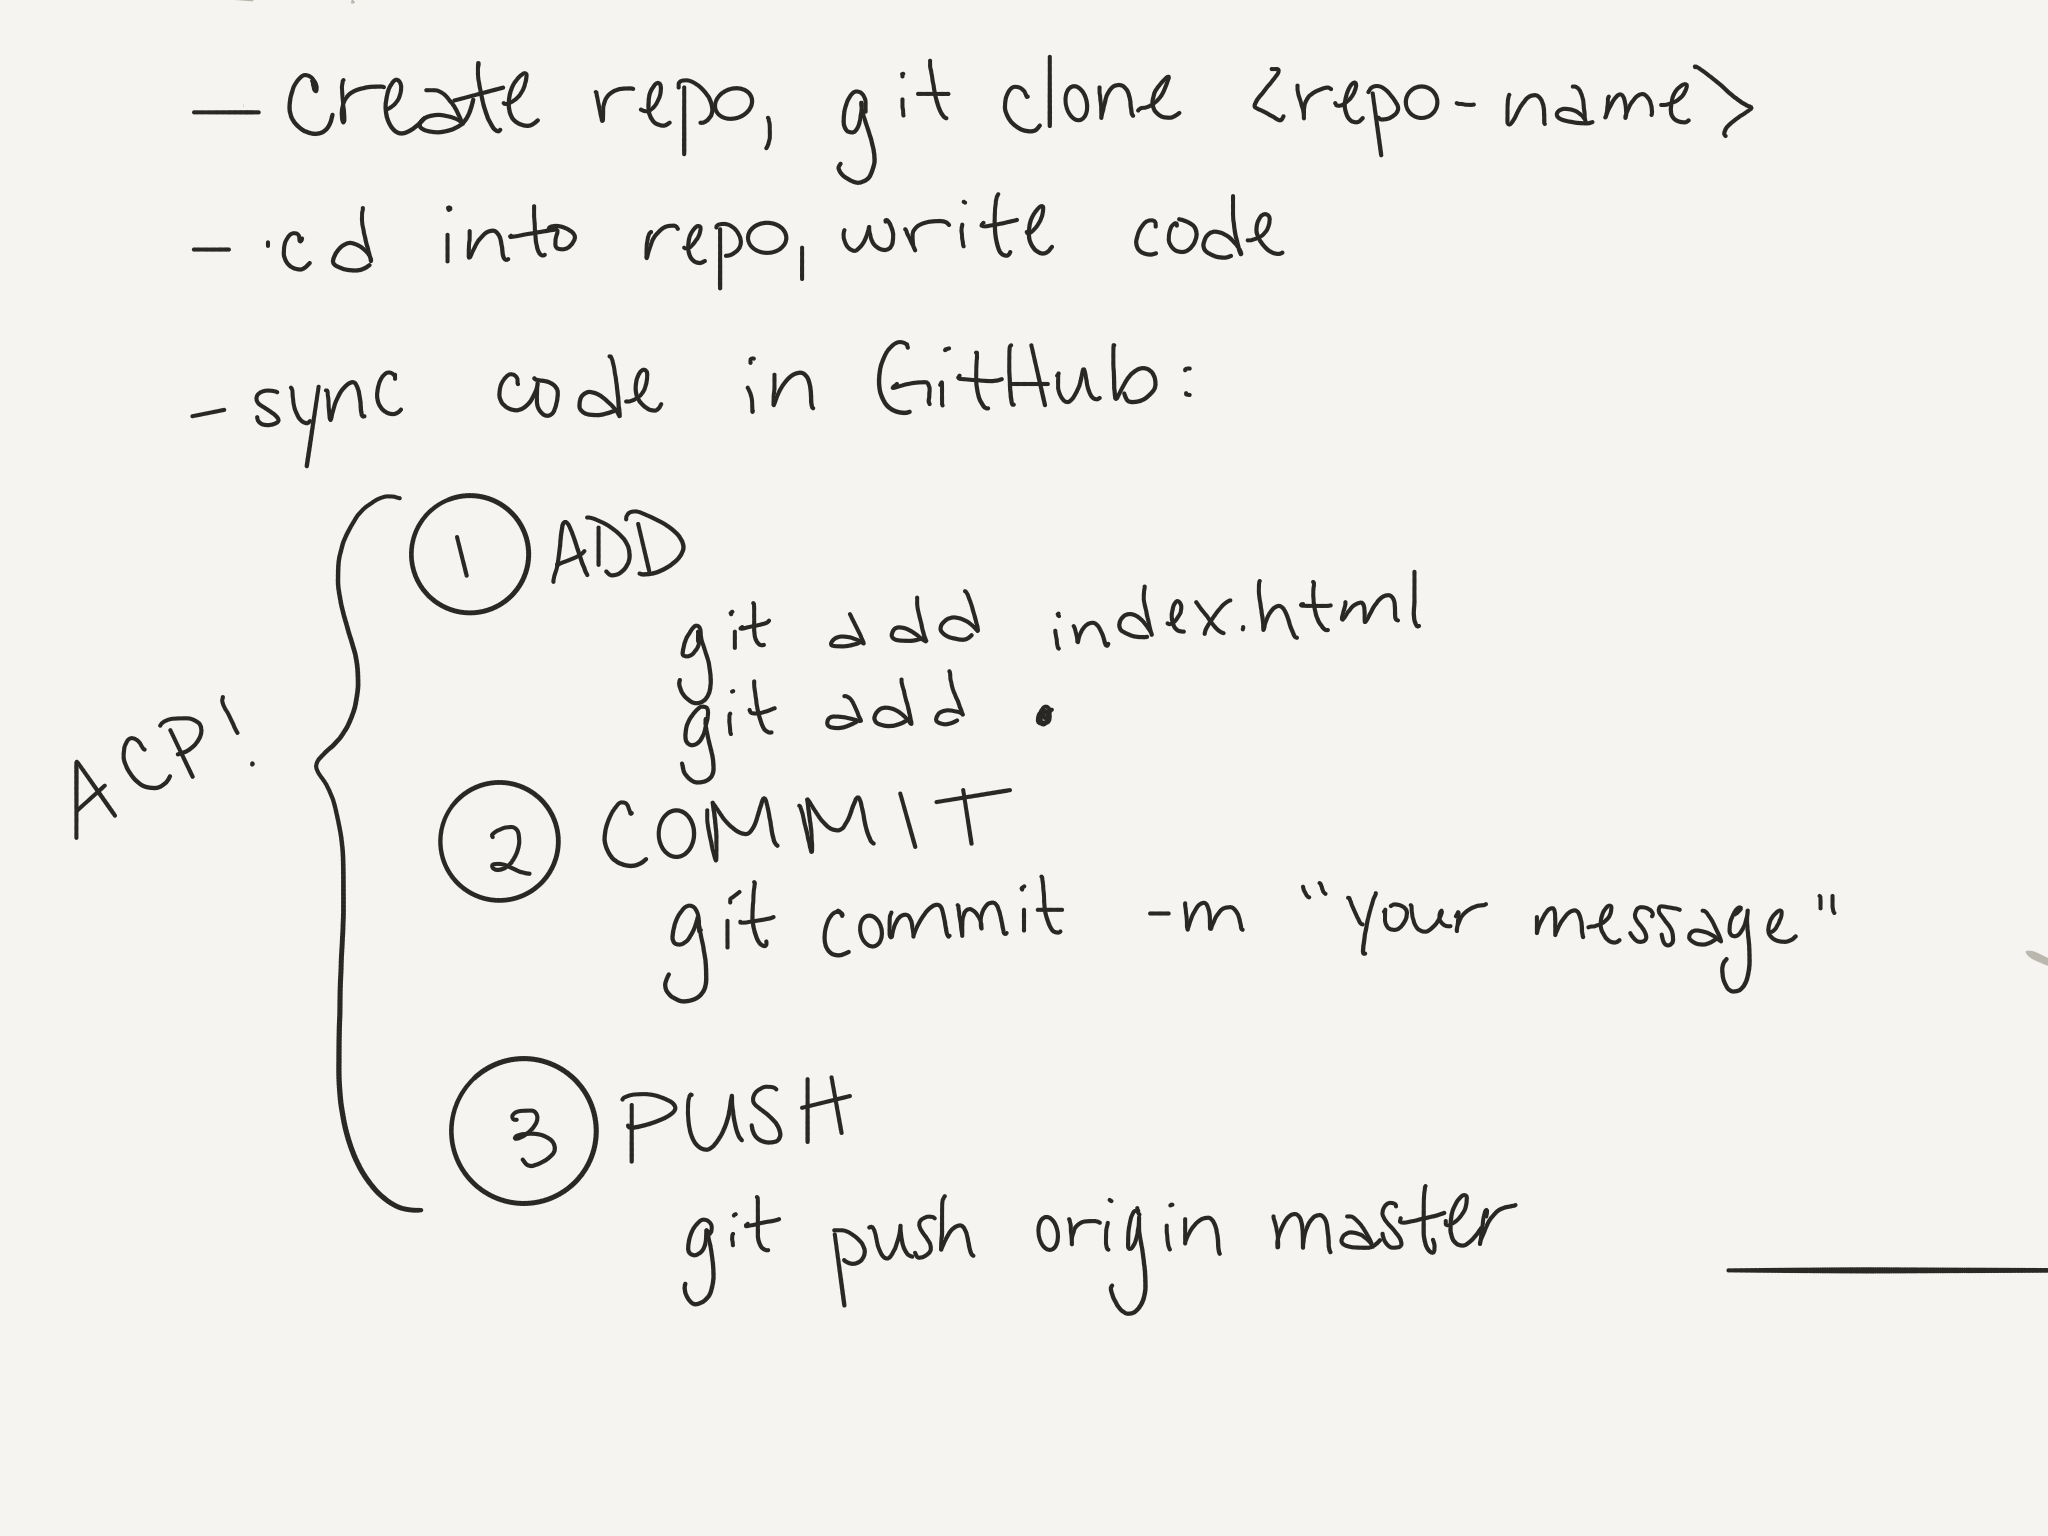 - Create repo, git clone <repo-name>
- cd into repo, write code
- sync code in GitHub:
ACP!
1 ADD
git add index.html
git add .
2 COMMIT
git commit -m "your message"
3 PUSH
git push origin master